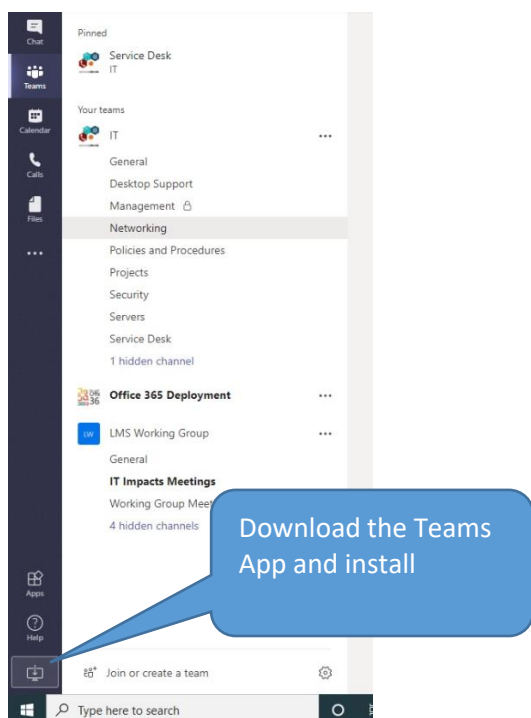 Chat
Teams
Calendar
Calls
Files
...
Pinned
Service Desk
IT
Your teams
IT
...
General
Desktop Support
Management
Networking
Policies and Procedures
Projects
Security
Servers
Service Desk
1 hidden channel
Office 365 Deployment
...
LW
LMS Working Group
...
General
IT Impacts Meetings
Working Group Meet
4 hidden channels
Download the Teams
App and install
Apps
Help
Join or create a team
Type here to search